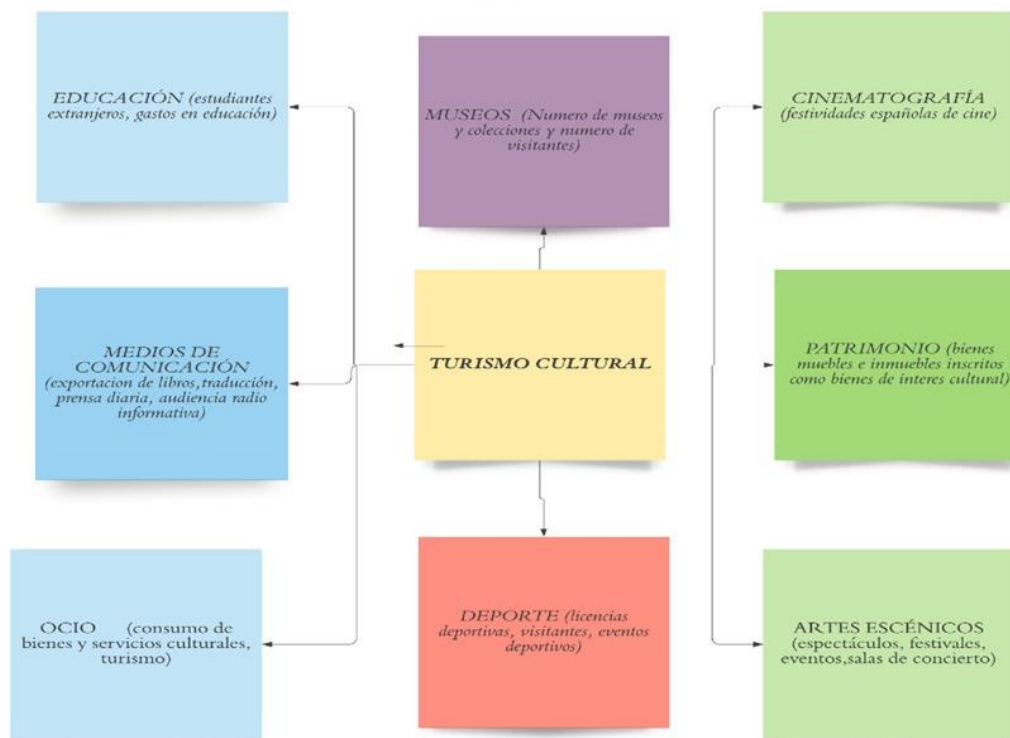 EDUCACIÓN (estudiantes
extranjeros, gastos en educación)
MUSEOS (Numero de museos
y colecciones y numero de
visitantes)
CINEMATOGRAFÍA
(festividades españolas de cine)
MEDIOS DE
COMUNICACIÓN
(exportacion de libros,traducción,
prensa diaria, audiencia radio
informativa)
TURISMO CULTURAL
PATRIMONIO (bienes
muebles e inmuebles inscritos
como bienes de interes cultural)
OCIO (consumo de
bienes y servicios culturales,
turismo)
DEPORTE (licencias
deportivas, visitantes, eventos
deportivos)
ARTES ESCÉNICOS
(espectáculos, festivales,
eventos,salas de concierto)